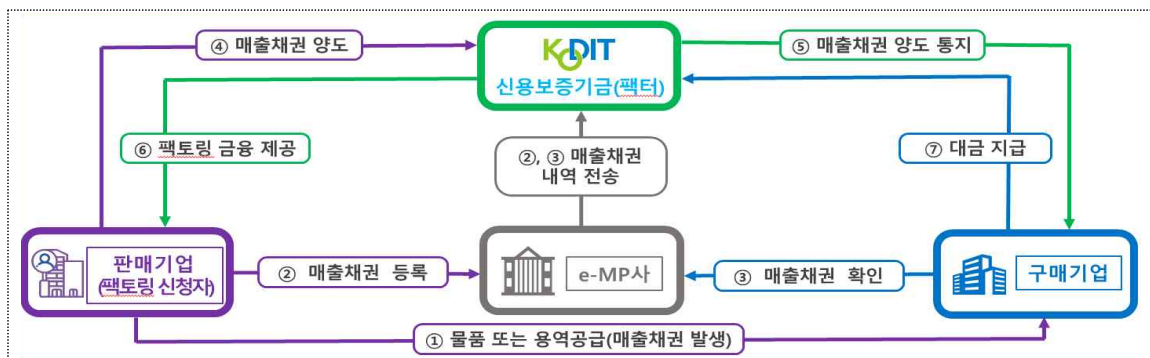 ④ 매출채권 양도
KODIT
신용보증기금(팩터)
⑤ 매출채권 양도 통지
⑥ 팩토링 금융 제공
②, ③ 매출채권
내역 전송
⑦ 대금 지급
판매기업
(팩토링 신청자)
② 매출채권 등록
e-MP사
③ 매출채권 확인
구매기업
① 물품 또는 용역공급(매출채권 발생)